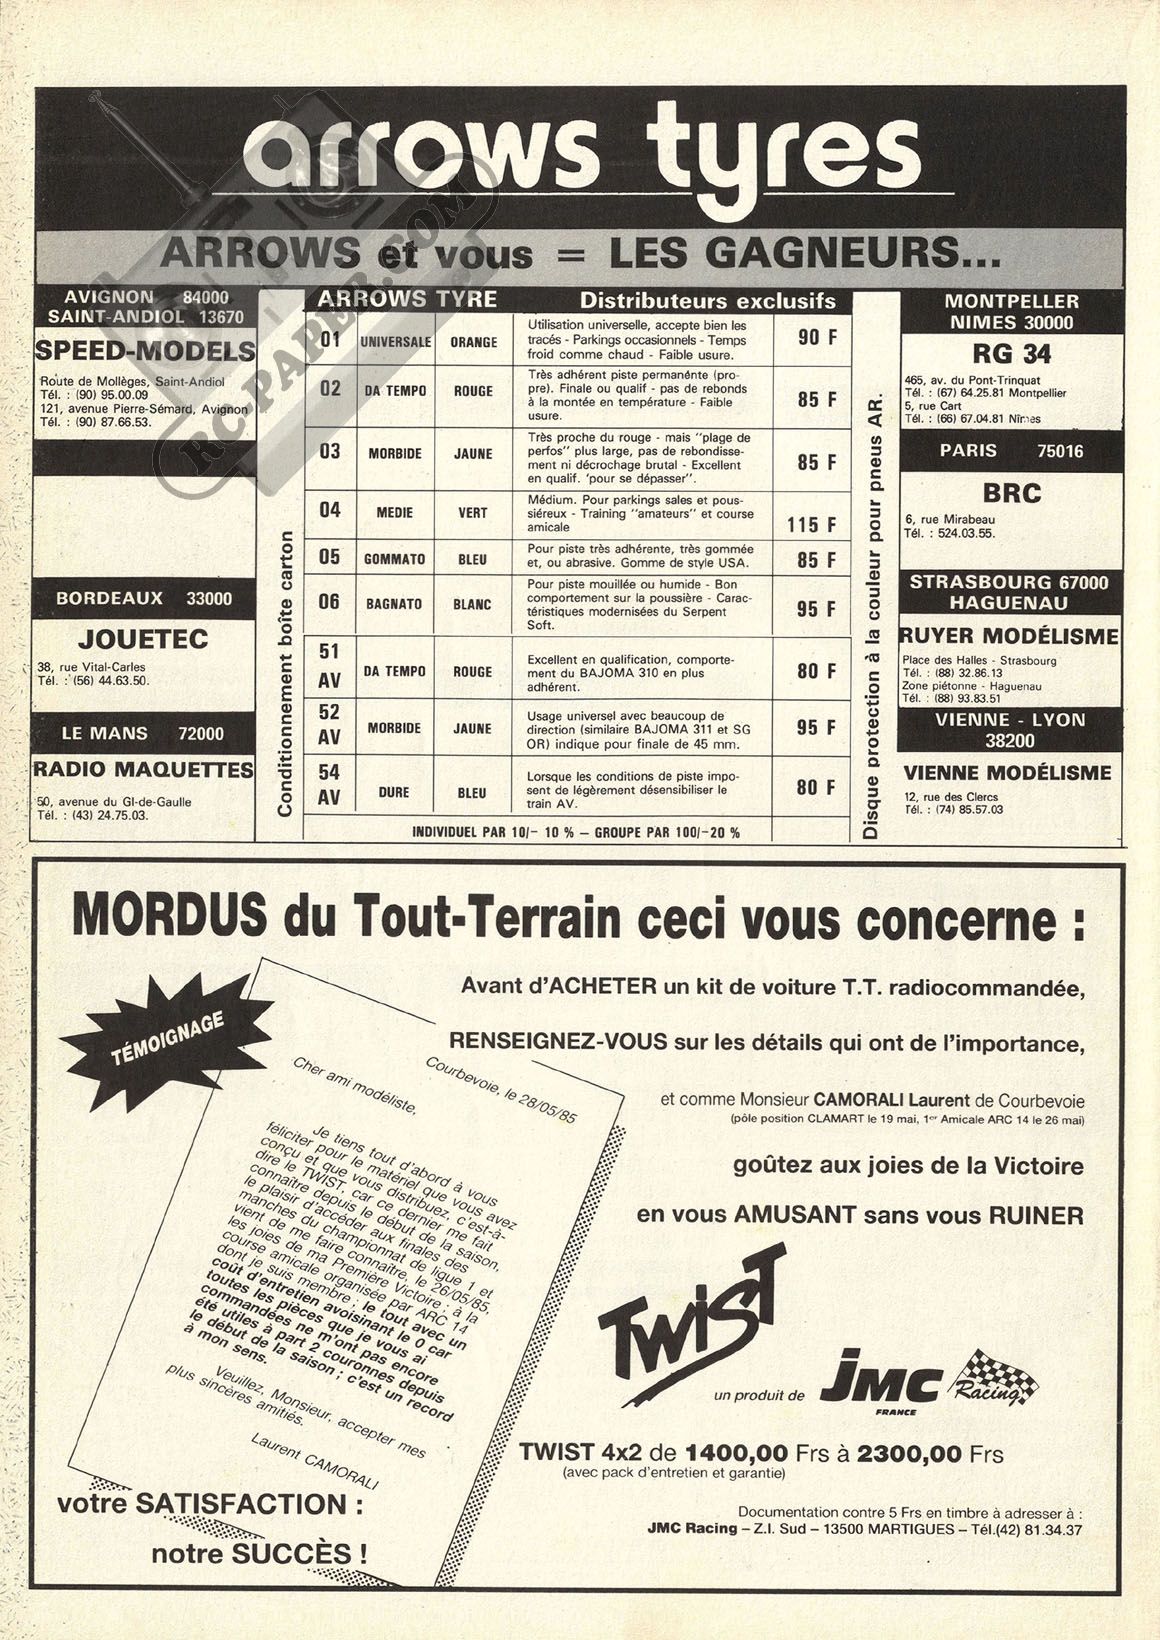 arrows tyres
ARROWS et vous = LES GAGNEURS...
AVIGNON 84000
SAINT-ANDIOL 13670
SPEED-MODELS
Route de Mollèges, Saint-Andiol
Tél. : (90) 95.00.09
121, avenue Pierre-Sémard, Avignon
Tél. : (90) 87.66.53.
BORDEAUX 33000
JOUETEC
38, rue Vital-Carles
Tél. : (56) 44.63.50.
LE MANS 72000
RADIO MAQUETTES
50, avenue du Gl-de-Gaulle
Tél. : (43) 24.75.03.
Conditionnement boîte carton
ARROWS TYRE Distributeurs exclusifs
01 UNIVERSALE ORANGE
Utilisation universelle, accepte bien les
tracés - Parkings occasionnels - Temps
froid comme chaud - Faible usure.
90 F
02 DA TEMPO ROUGE
Très adhérent piste permanénte (pro-
pre). Finale ou qualif - pas de rebonds
à la montée en température - Faible
usure.
85 F
03 MORBIDE JAUNE
Très proche du rouge - mais "plage de
perfos" plus large, pas de rebondisse-
ment ni décrochage brutal - Excellent
en qualif. 'pour se dépasser".
85 F
04 MEDIE VERT
Médium. Pour parkings sales et pous-
siéreux - Training "amateurs" et course
amicale
115 F
05 GOMMATO BLEU
Pour piste très adhérente, très gommée
et, ou abrasive. Gomme de style USA.
85 F
06 BAGNATO BLANC
Pour piste mouillée ou humide - Bon
comportement sur la poussière - Carac-
téristiques modernisées du Serpent
Soft.
95 F
51
AV
DA TEMPO ROUGE
Excellent en qualification, comporte-
ment du BAJOMA 310 en plus
adhérent.
80 F
52
AV
MORBIDE JAUNE
Usage universel avec beaucoup de
direction (similaire BAJOMA 311 et SG
OR) indique pour finale de 45 mm.
95 F
54
AV
DURE BLEU
Lorsque les conditions de piste impo-
sent de légèrement désensibiliser le
train AV.
80 F
INDIVIDUEL PAR 10/- 10 % — GROUPE PAR 100/-20 %
Disque protection à la couleur pour pneus AR.
MONTPELLER
NIMES 30000
RG 34
465, av. du Pont-Trinquat
Tél. : (67) 64.25.81 Montpellier
5, rue Cart
Tél. : (66) 67.04.81 Nîmes
PARIS 75016
BRC
6, rue Mirabeau
Tél. : 524.03.55.
STRASBOURG 67000
HAGUENAU
RUYER MODÉLISME
Place des Halles - Strasbourg
Tél. : (88) 32.86.13
Zone piétonne - Haguenau
Tél. : (88) 93.83.51
VIENNE - LYON
38200
VIENNE MODÉLISME
12, rue des Clercs
Tél. : (74) 85.57.03
RC-PAPER.COM
MORDUS du Tout-Terrain ceci vous concerne :
TÉMOIGNAGE
Courbevoie, le 28/05/85
Cher ami modéliste,
Je tiens tout d'abord à vous
féliciter pour le matériel que vous avez
conçu et que vous distribuez, c'est-à-
dire le TWIST, car ce dernier me fait
connaître depuis le début de la saison,
le plaisir d'accéder aux finales des
manches du championnat de ligue 1 et
vient de me faire connaître, le 26/05/85,
les joies de ma Première Victoire ; à la
course amicale organisée par ARC 14
dont je suis membre ; le tout avec un
coût d'entretien avoisinant le 0 car
toutes les pièces que je vous ai
commandées ne m'ont pas encore
été utiles à part 2 couronnes depuis
le début de la saison ; c'est un record
à mon sens.
Veuillez, Monsieur, accepter mes
plus sincères amitiés.
Laurent CAMORALI
votre SATISFACTION :
notre SUCCÈS !
Avant d'ACHETER un kit de voiture T.T. radiocommandée,
RENSEIGNEZ-VOUS sur les détails qui ont de l'importance,
et comme Monsieur CAMORALI Laurent de Courbevoie
(pôle position CLAMART le 19 mai, 1er Amicale ARC 14 le 26 mai)
goûtez aux joies de la Victoire
en vous AMUSANT sans vous RUINER
TWIST
un produit de JMC Racing
FRANCE
TWIST 4x2 de 1400,00 Frs à 2300,00 Frs
(avec pack d'entretien et garantie)
Documentation contre 5 Frs en timbre à adresser à :
JMC Racing – Z.I. Sud – 13500 MARTIGUES – Tél.(42) 81.34.37